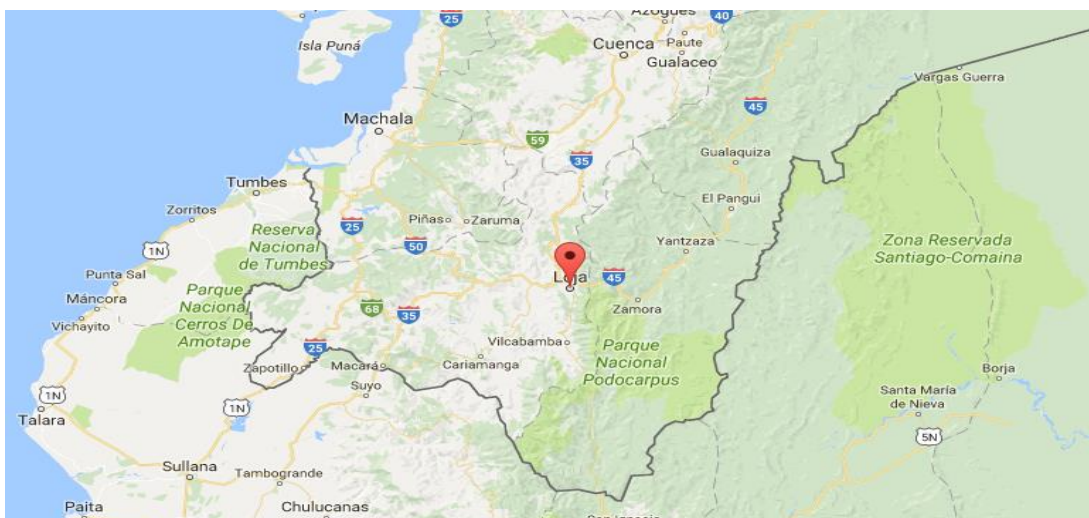 Azogues
40
25
Isla Puná
Cuenca
Paute
Gualaceo
Vargas Guerra
45
Machala
59
35
Gualaquiza
Tumbes
El Pangui
Zorritos
Piñas
Zaruma
Reserva
Nacional
de Tumbes
25
50
Yantzaza
Zona Reservada
Santiago-Comaina
1N
Punta Sal
Loja
45
Máncora
Parque
Nacional
Cerros De
Amotape
68
35
Zamora
Vichayito
Vilcabamba
Parque
Nacional
Podocarpus
25
Zapotillo
Macará
Cariamanga
Borja
Suyo
1N
1N
Santa María
de Nieva
Talara
5N
Sullana
Tambogrande
Paita
Chulucanas
San Ignacio